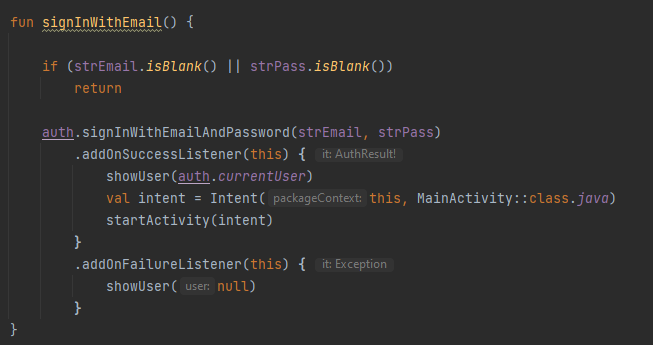 fun signInWithEmail() {
if (strEmail.isBlank() || strPass.isBlank())
return
auth.signInWithEmailAndPassword(strEmail, strPass)
.addOnSuccessListener(this) { it: AuthResult!
showUser(auth.currentUser)
val intent = Intent( packageContext: this, MainActivity::class.java)
startActivity(intent)
}
.addOnFailureListener(this) { it: Exception
showUser( user: null)
}
}